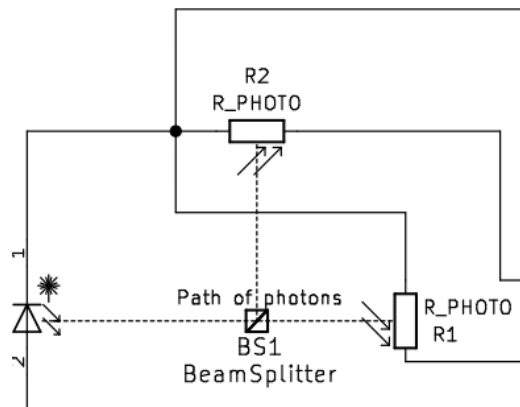 R2
R_PHOTO
1
Path of photons
R_PHOTO
R1
BS1
BeamSplitter
2